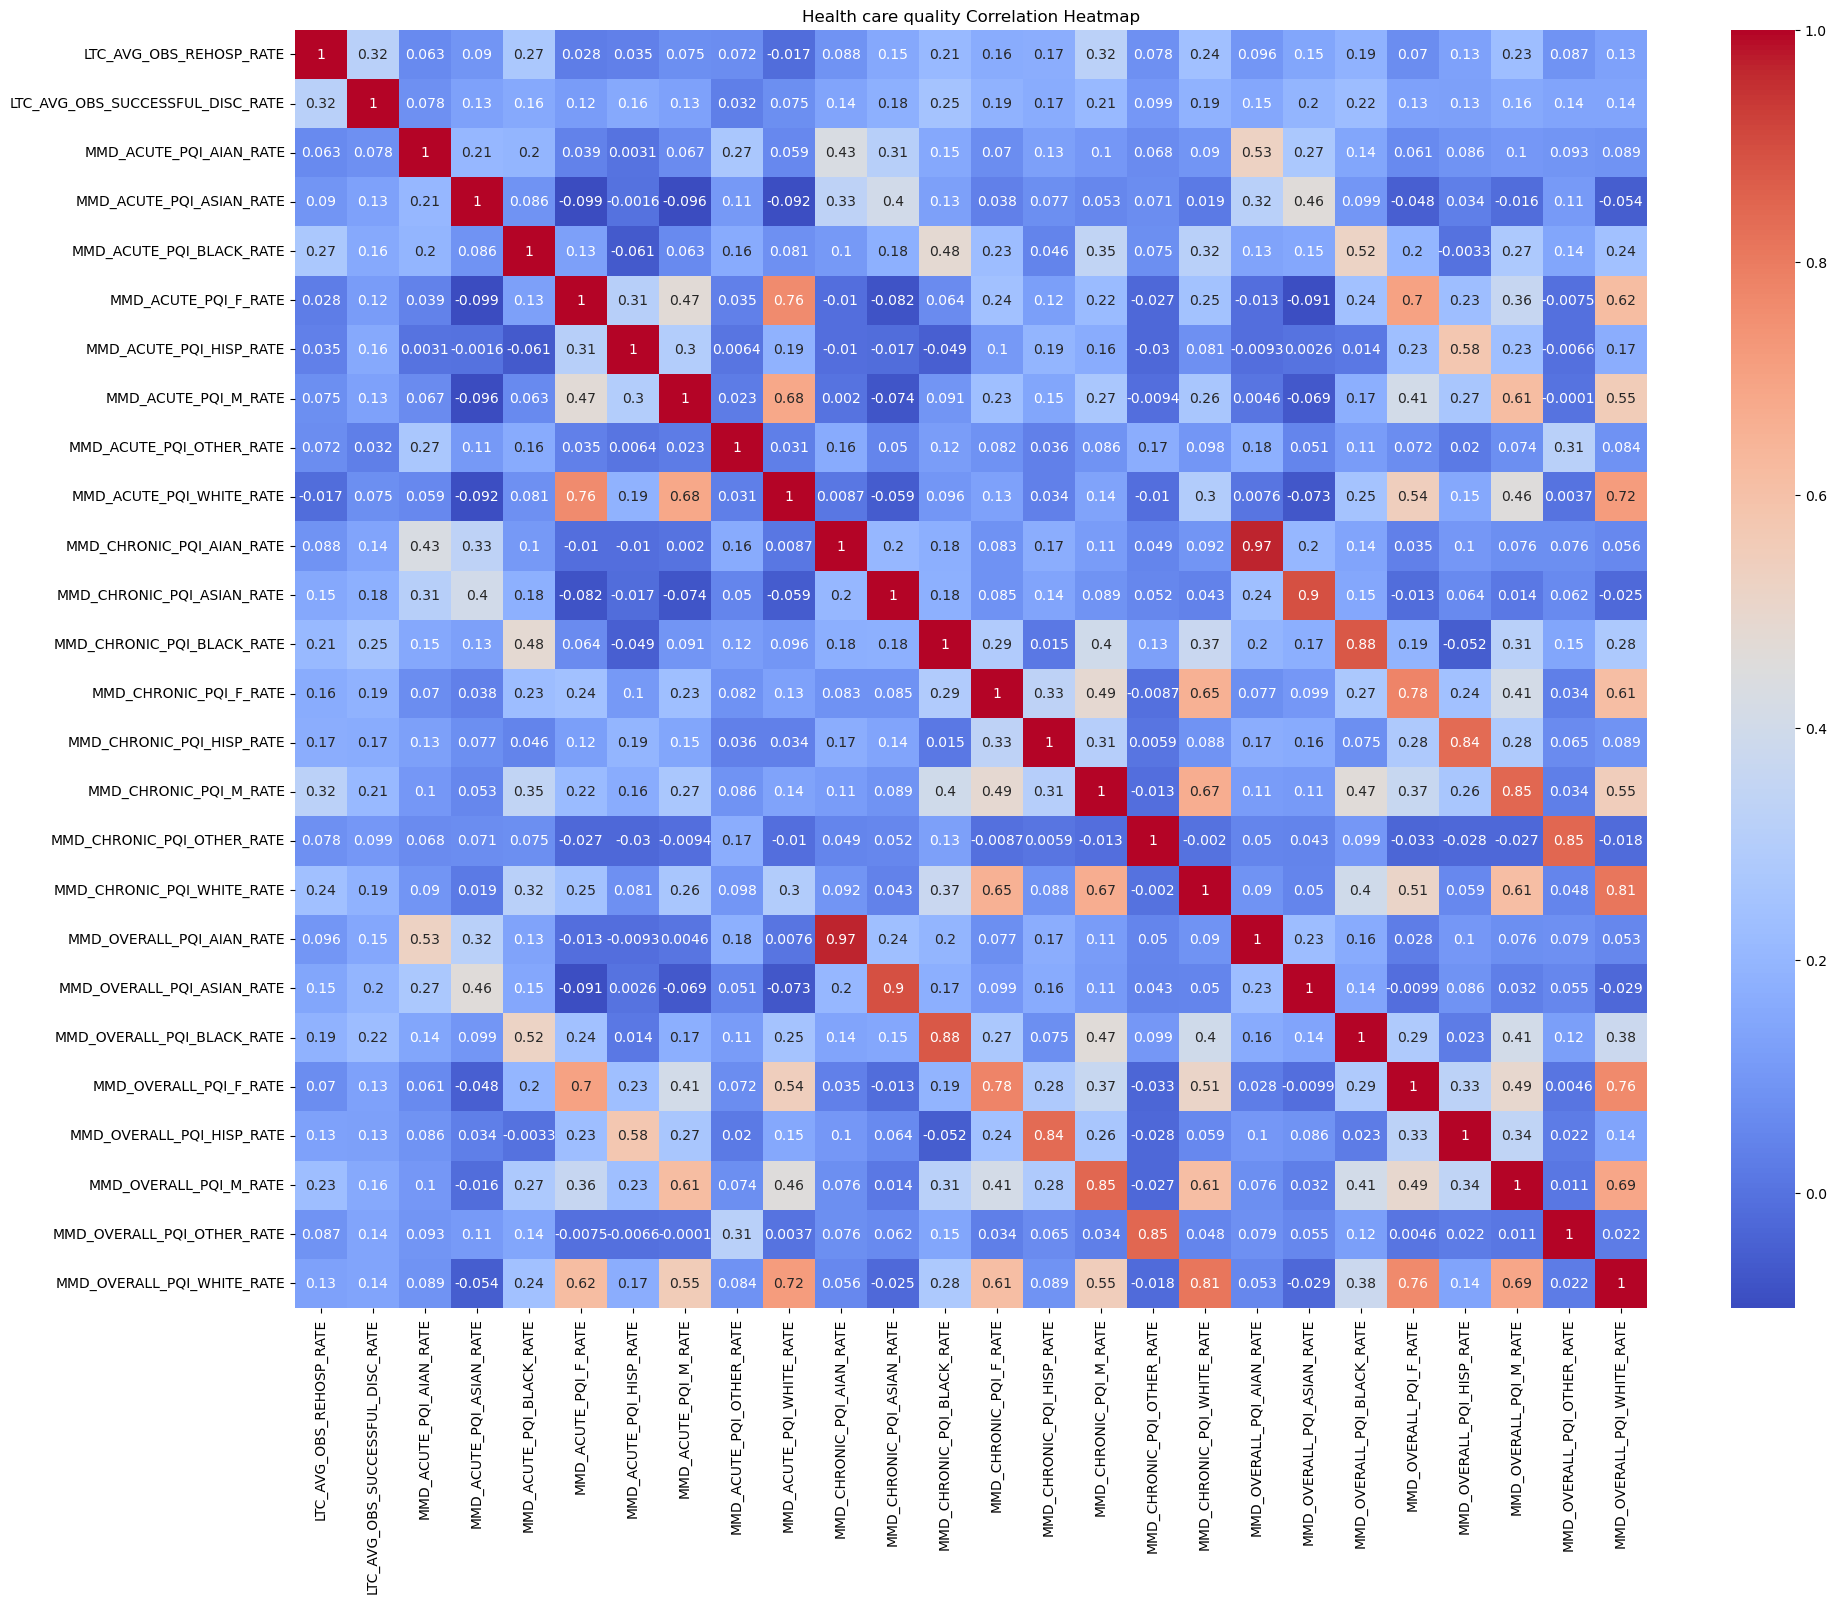 Health care quality Correlation Heatmap
LTC_AVG_OBS_REHOSP_RATE 1 0.32 0.063 0.09 0.27 0.028 0.035 0.075 0.072 -0.017 0.088 0.15 0.21 0.16 0.17 0.32 0.078 0.24 0.096 0.15 0.19 0.07 0.13 0.23 0.087 0.13
LTC_AVG_OBS_SUCCESSFUL_DISC_RATE 0.32 1 0.078 0.13 0.16 0.12 0.16 0.13 0.032 0.075 0.14 0.18 0.25 0.19 0.17 0.21 0.099 0.19 0.15 0.2 0.22 0.13 0.13 0.16 0.14 0.14
MMD_ACUTE_PQI_AIAN_RATE 0.063 0.078 1 0.21 0.2 0.039 0.0031 0.067 0.27 0.059 0.43 0.31 0.15 0.07 0.13 0.1 0.068 0.09 0.53 0.27 0.14 0.061 0.086 0.1 0.093 0.089
MMD_ACUTE_PQI_ASIAN_RATE 0.09 0.13 0.21 1 0.086 -0.099 -0.0016 -0.096 0.11 -0.092 0.33 0.4 0.13 0.038 0.077 0.053 0.071 0.019 0.32 0.46 0.099 -0.048 0.034 -0.016 0.11 -0.054
MMD_ACUTE_PQI_BLACK_RATE 0.27 0.16 0.2 0.086 1 0.13 -0.061 0.063 0.16 0.081 0.1 0.18 0.48 0.23 0.046 0.35 0.075 0.32 0.13 0.15 0.52 0.2 -0.0033 0.27 0.14 0.24
MMD_ACUTE_PQI_F_RATE 0.028 0.12 0.039 -0.099 0.13 1 0.31 0.47 0.035 0.76 -0.01 -0.082 0.064 0.24 0.12 0.22 -0.027 0.25 -0.013 -0.091 0.24 0.7 0.23 0.36 -0.0075 0.62
MMD_ACUTE_PQI_HISP_RATE 0.035 0.16 0.0031 -0.0016 -0.061 0.31 1 0.3 0.0064 0.19 -0.01 -0.017 -0.049 0.1 0.19 0.16 -0.03 0.081 -0.0093 0.0026 0.014 0.23 0.58 0.23 -0.0066 0.17
MMD_ACUTE_PQI_M_RATE 0.075 0.13 0.067 -0.096 0.063 0.47 0.3 1 0.023 0.68 0.002 -0.074 0.091 0.23 0.15 0.27 -0.0094 0.26 0.0046 -0.069 0.17 0.41 0.27 0.61 -0.0001 0.55
MMD_ACUTE_PQI_OTHER_RATE 0.072 0.032 0.27 0.11 0.16 0.035 0.0064 0.023 1 0.031 0.16 0.05 0.12 0.082 0.036 0.086 0.17 0.098 0.18 0.051 0.11 0.072 0.02 0.074 0.31 0.084
MMD_ACUTE_PQI_WHITE_RATE -0.017 0.075 0.059 -0.092 0.081 0.76 0.19 0.68 0.031 1 0.0087 -0.059 0.096 0.13 0.034 0.14 -0.01 0.3 0.0076 -0.073 0.25 0.54 0.15 0.46 0.0037 0.72
MMD_CHRONIC_PQI_AIAN_RATE 0.088 0.14 0.43 0.33 0.1 -0.01 -0.01 0.002 0.16 0.0087 1 0.2 0.18 0.083 0.17 0.11 0.049 0.092 0.97 0.2 0.14 0.035 0.1 0.076 0.076 0.056
MMD_CHRONIC_PQI_ASIAN_RATE 0.15 0.18 0.31 0.4 0.18 -0.082 -0.017 -0.074 0.05 -0.059 0.2 1 0.18 0.085 0.14 0.089 0.052 0.043 0.24 0.9 0.15 -0.013 0.064 0.014 0.062 -0.025
MMD_CHRONIC_PQI_BLACK_RATE 0.21 0.25 0.15 0.13 0.48 0.064 -0.049 0.091 0.12 0.096 0.18 0.18 1 0.29 0.015 0.4 0.13 0.37 0.2 0.17 0.88 0.19 -0.052 0.31 0.15 0.28
MMD_CHRONIC_PQI_F_RATE 0.16 0.19 0.07 0.038 0.23 0.24 0.1 0.23 0.082 0.13 0.083 0.085 0.29 1 0.33 0.49 -0.0087 0.65 0.077 0.099 0.27 0.78 0.24 0.41 0.034 0.61
MMD_CHRONIC_PQI_HISP_RATE 0.17 0.17 0.13 0.077 0.046 0.12 0.19 0.15 0.036 0.034 0.17 0.14 0.015 0.33 1 0.31 0.0059 0.088 0.17 0.16 0.075 0.28 0.84 0.28 0.065 0.089
MMD_CHRONIC_PQI_M_RATE 0.32 0.21 0.1 0.053 0.35 0.22 0.16 0.27 0.086 0.14 0.11 0.089 0.4 0.49 0.31 1 -0.013 0.67 0.11 0.11 0.47 0.37 0.26 0.85 0.034 0.55
MMD_CHRONIC_PQI_OTHER_RATE 0.078 0.099 0.068 0.071 0.075 -0.027 -0.03 -0.0094 0.17 -0.01 0.049 0.052 0.13 -0.0087 0.0059 -0.013 1 -0.002 0.05 0.043 0.099 -0.033 -0.028 -0.027 0.85 -0.018
MMD_CHRONIC_PQI_WHITE_RATE 0.24 0.19 0.09 0.019 0.32 0.25 0.081 0.26 0.098 0.3 0.092 0.043 0.37 0.65 0.088 0.67 -0.002 1 0.09 0.05 0.4 0.51 0.059 0.61 0.048 0.81
MMD_OVERALL_PQI_AIAN_RATE 0.096 0.15 0.53 0.32 0.13 -0.013 -0.0093 0.0046 0.18 0.0076 0.97 0.24 0.2 0.077 0.17 0.11 0.05 0.09 1 0.23 0.16 0.028 0.1 0.076 0.079 0.053
MMD_OVERALL_PQI_ASIAN_RATE 0.15 0.2 0.27 0.46 0.15 -0.091 0.0026 -0.069 0.051 -0.073 0.2 0.9 0.17 0.099 0.16 0.11 0.043 0.05 0.23 1 0.14 -0.0099 0.086 0.032 0.055 -0.029
MMD_OVERALL_PQI_BLACK_RATE 0.19 0.22 0.14 0.099 0.52 0.24 0.014 0.17 0.11 0.25 0.14 0.15 0.88 0.27 0.075 0.47 0.099 0.4 0.16 0.14 1 0.29 0.023 0.41 0.12 0.38
MMD_OVERALL_PQI_F_RATE 0.07 0.13 0.061 -0.048 0.2 0.7 0.23 0.41 0.072 0.54 0.035 -0.013 0.19 0.78 0.28 0.37 -0.033 0.51 0.028 -0.0099 0.29 1 0.33 0.49 0.0046 0.76
MMD_OVERALL_PQI_HISP_RATE 0.13 0.13 0.086 0.034 -0.0033 0.23 0.58 0.27 0.02 0.15 0.1 0.064 -0.052 0.24 0.84 0.26 -0.028 0.059 0.1 0.086 0.023 0.33 1 0.34 0.022 0.14
MMD_OVERALL_PQI_M_RATE 0.23 0.16 0.1 -0.016 0.27 0.36 0.23 0.61 0.074 0.46 0.076 0.014 0.31 0.41 0.28 0.85 -0.027 0.61 0.076 0.032 0.41 0.49 0.34 1 0.011 0.69
MMD_OVERALL_PQI_OTHER_RATE 0.087 0.14 0.093 0.11 0.14 -0.0075 -0.0066 -0.0001 0.31 0.0037 0.076 0.062 0.15 0.034 0.065 0.034 0.85 0.048 0.079 0.055 0.12 0.0046 0.022 0.011 1 0.022
MMD_OVERALL_PQI_WHITE_RATE 0.13 0.14 0.089 -0.054 0.24 0.62 0.17 0.55 0.084 0.72 0.056 -0.025 0.28 0.61 0.089 0.55 -0.018 0.81 0.053 -0.029 0.38 0.76 0.14 0.69 0.022 1
LTC_AVG_OBS_REHOSP_RATE
LTC_AVG_OBS_SUCCESSFUL_DISC_RATE
MMD_ACUTE_PQI_AIAN_RATE
MMD_ACUTE_PQI_ASIAN_RATE
MMD_ACUTE_PQI_BLACK_RATE
MMD_ACUTE_PQI_F_RATE
MMD_ACUTE_PQI_HISP_RATE
MMD_ACUTE_PQI_M_RATE
MMD_ACUTE_PQI_OTHER_RATE
MMD_ACUTE_PQI_WHITE_RATE
MMD_CHRONIC_PQI_AIAN_RATE
MMD_CHRONIC_PQI_ASIAN_RATE
MMD_CHRONIC_PQI_BLACK_RATE
MMD_CHRONIC_PQI_F_RATE
MMD_CHRONIC_PQI_HISP_RATE
MMD_CHRONIC_PQI_M_RATE
MMD_CHRONIC_PQI_OTHER_RATE
MMD_CHRONIC_PQI_WHITE_RATE
MMD_OVERALL_PQI_AIAN_RATE
MMD_OVERALL_PQI_ASIAN_RATE
MMD_OVERALL_PQI_BLACK_RATE
MMD_OVERALL_PQI_F_RATE
MMD_OVERALL_PQI_HISP_RATE
MMD_OVERALL_PQI_M_RATE
MMD_OVERALL_PQI_OTHER_RATE
MMD_OVERALL_PQI_WHITE_RATE
1.0
0.8
0.6
0.4
0.2
0.0